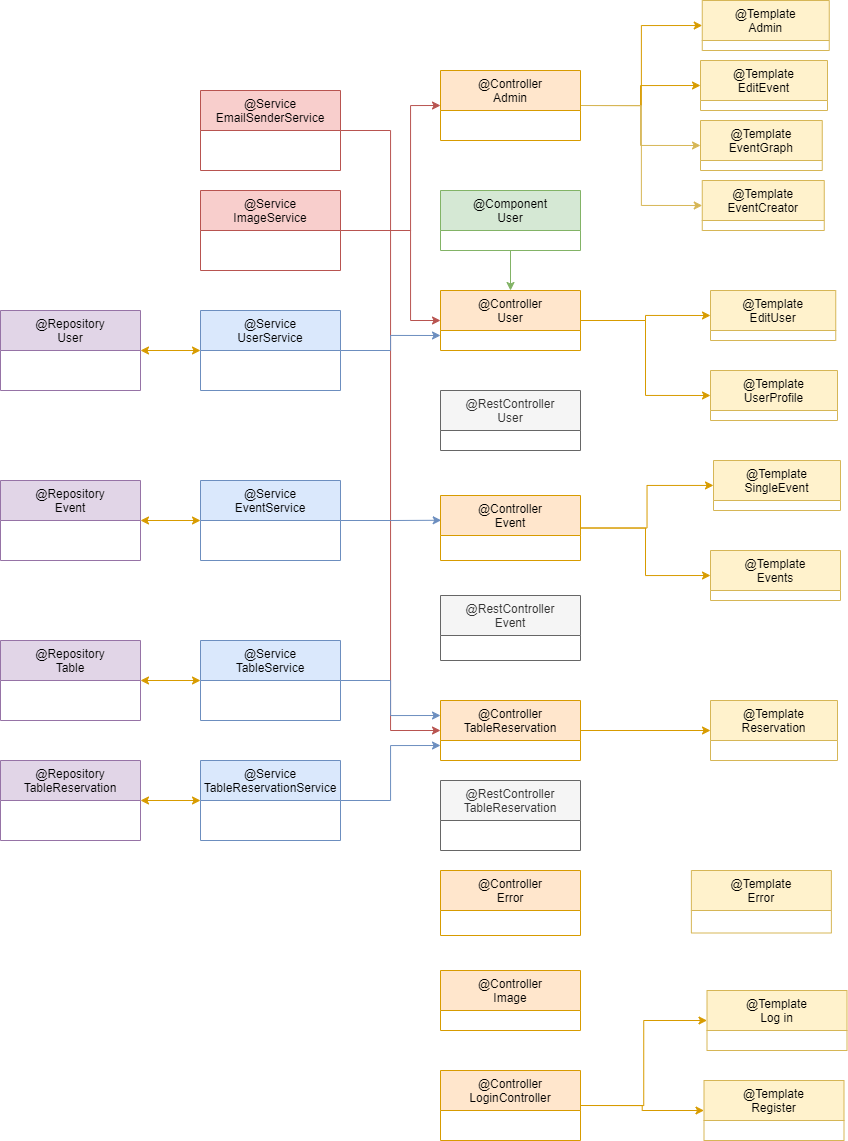 @Template
Admin
@Service
EmailSenderService
@Controller
Admin
@Template
EditEvent
@Template
EventGraph
@Service
ImageService
@Component
User
@Template
EventCreator
@Repository
User
@Service
UserService
@Controller
User
@Template
EditUser
@RestController
User
@Template
UserProfile
@Repository
Event
@Service
EventService
@Controller
Event
@Template
SingleEvent
@RestController
Event
@Template
Events
@Repository
Table
@Service
TableService
@Controller
TableReservation
@Template
Reservation
@Repository
TableReservation
@Service
TableReservationService
@RestController
TableReservation
@Controller
Error
@Template
Error
@Controller
Image
@Template
Log in
@Controller
LoginController
@Template
Register